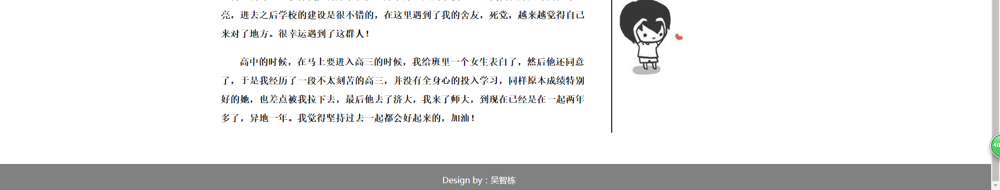 亮，进去之后学校的建设是很不错的，在这里遇到了我的舍友，死党，越来越觉得自己
来对了地方。很幸运遇到了这群人！
高中的时候，在马上要进入高三的时候，我给班里一个女生表白了，然后他还同意
了，于是我经历了一段不太刻苦的高三，并没有全身心的投入学习，同样原本成绩特别
好的她，也差点被我拉下去，最后他去了济大，我来了师大，到现在已经是在一起两年
多了，异地一年。我觉得坚持过去一起都会好起来的，加油！
48
Design by : 吴智栋